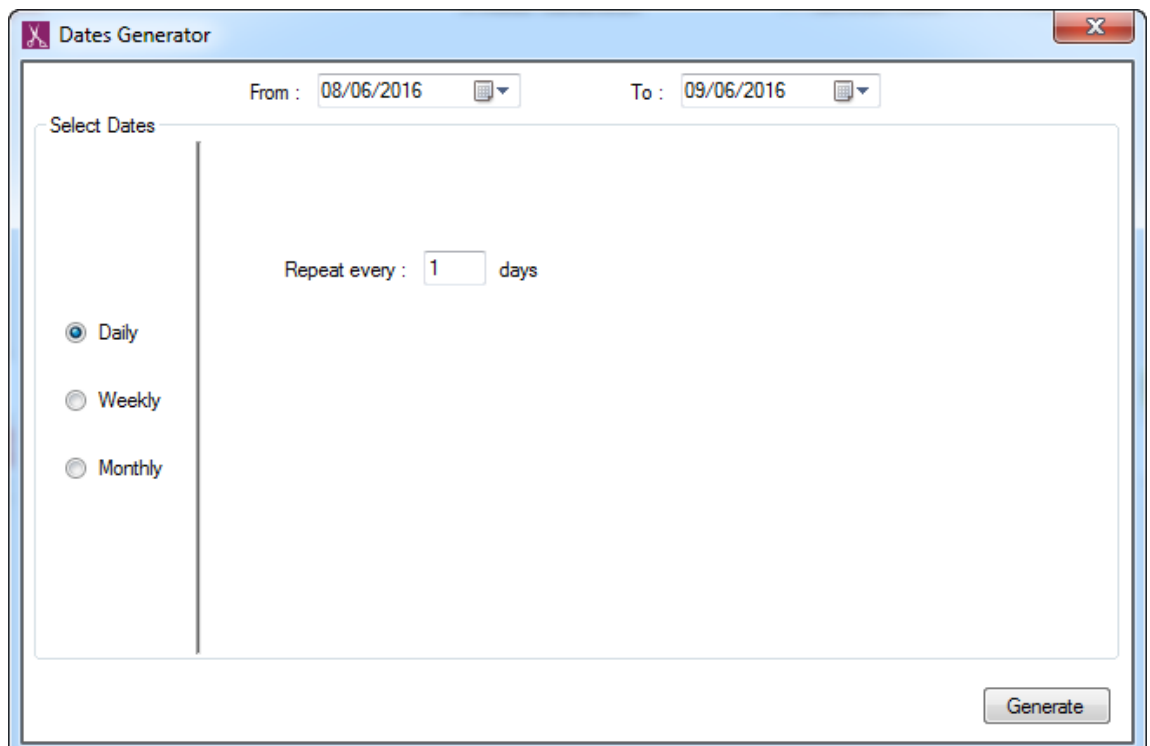 Dates Generator
From : 08/06/2016 To : 09/06/2016
Select Dates
Repeat every : 1 days
Daily
Weekly
Monthly
Generate